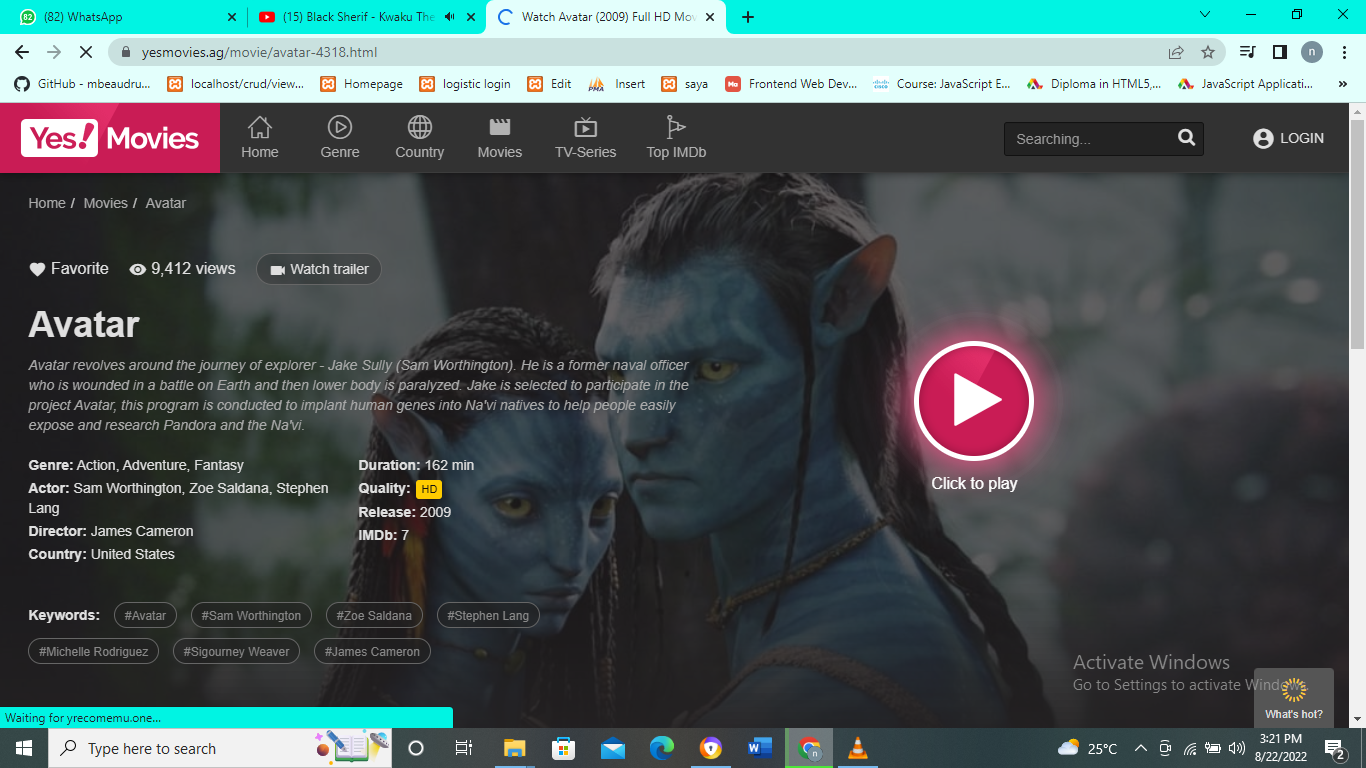 (82) WhatsApp
(15) Black Sherif - Kwaku The
Watch Avatar (2009) Full HD Mov
yesmovies.ag/movie/avatar-4318.html
n
GitHub - mbeaudru...
localhost/crud/view...
Homepage
logistic login
Edit
Insert
saya
Frontend Web Dev...
Course: JavaScript E...
Diploma in HTML5,...
JavaScript Applicati...
»
Yes! Movies
Home
Genre
Country
Movies
TV-Series
Top IMDb
Searching...
LOGIN
Home / Movies / Avatar
Favorite
9,412 views
Watch trailer
Avatar
Avatar revolves around the journey of explorer - Jake Sully (Sam Worthington). He is a former naval officer
who is wounded in a battle on Earth and then lower body is paralyzed. Jake is selected to participate in the
project Avatar, this program is conducted to implant human genes into Na'vi natives to help people easily
expose and research Pandora and the Na'vi.
Genre: Action, Adventure, Fantasy
Actor: Sam Worthington, Zoe Saldana, Stephen
Lang
Director: James Cameron
Country: United States
Duration: 162 min
Quality: HD
Release: 2009
IMDb: 7
Click to play
Keywords: #Avatar #Sam Worthington #Zoe Saldana #Stephen Lang
#Michelle Rodriguez #Sigourney Weaver #James Cameron
Activate Windows
Go to Settings to activate Windows.
What's hot?
Waiting for yrecomemu.one...
Type here to search
25°C
3:21 PM
8/22/2022
2